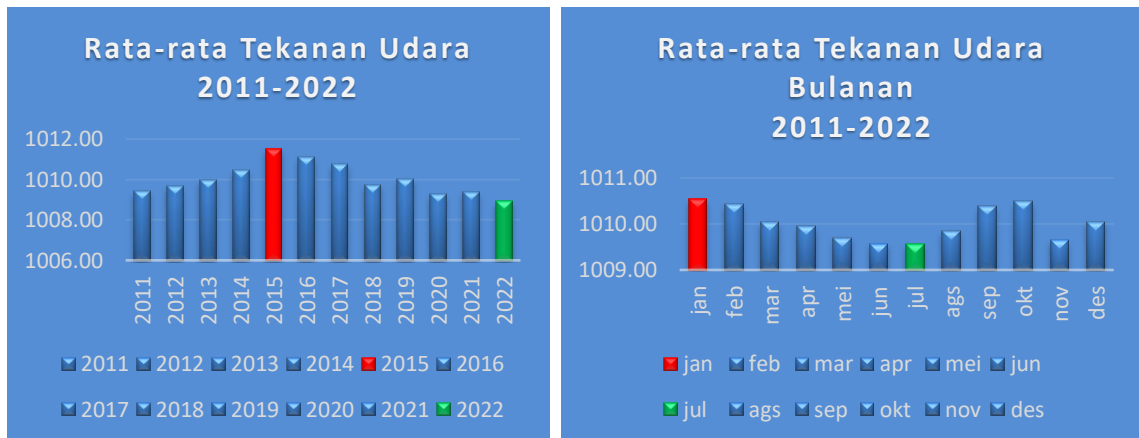 Rata-rata Tekanan Udara
2011-2022
1012.00
1010.00
1008.00
1006.00
2011 2012 2013 2014 2015 2016 2017 2018 2019 2020 2021 2022
2011 2012 2013 2014 2015 2016
2017 2018 2019 2020 2021 2022
Rata-rata Tekanan Udara
Bulanan
2011-2022
1011.00
1010.00
1009.00
jan feb mar apr mei jun jul ags sep okt nov des
jan feb mar apr mei jun
jul ags sep okt nov des